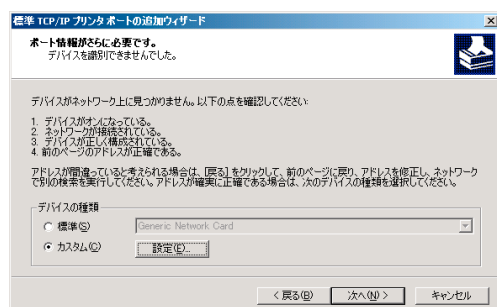 標準 TCP/IP プリンタ ポートの追加ウィザード
ポート情報がさらに必要です。
デバイスを識別できませんでした。
デバイスがネットワーク上に見つかりません。以下の点を確認してください:
1. デバイスがオンになっている。
2. ネットワークが接続されている。
3. デバイスが正しく構成されている。
4. 前のページのアドレスが正確である。
アドレスが間違っていると考えられる場合は、[戻る] をクリックして、前のページに戻り、アドレスを修正し、ネットワーク
で別の検索を実行してください。アドレスが確実に正確である場合は、次のデバイスの種類を選択してください。
デバイスの種類
標準(S)
Generic Network Card
カスタム(C)
設定(E)...
< 戻る(B)
次へ(N) >
キャンセル